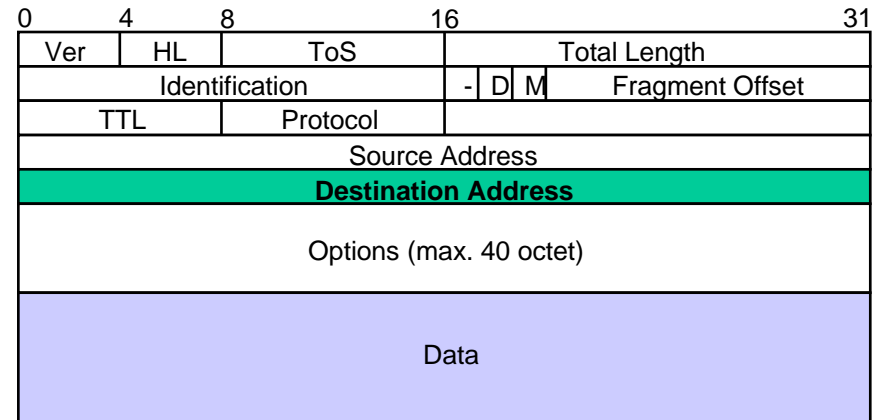 0 4 8 16 31
Ver HL ToS Total Length
Identification - D M Fragment Offset
TTL Protocol
Source Address
Destination Address
Options (max. 40 octet)
Data